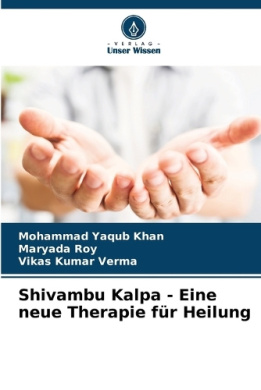 VERLAG
Unser Wissen
Mohammad Yaqub Khan
Maryada Roy
Vikas Kumar Verma
Shivambu Kalpa - Eine
neue Therapie für Heilung